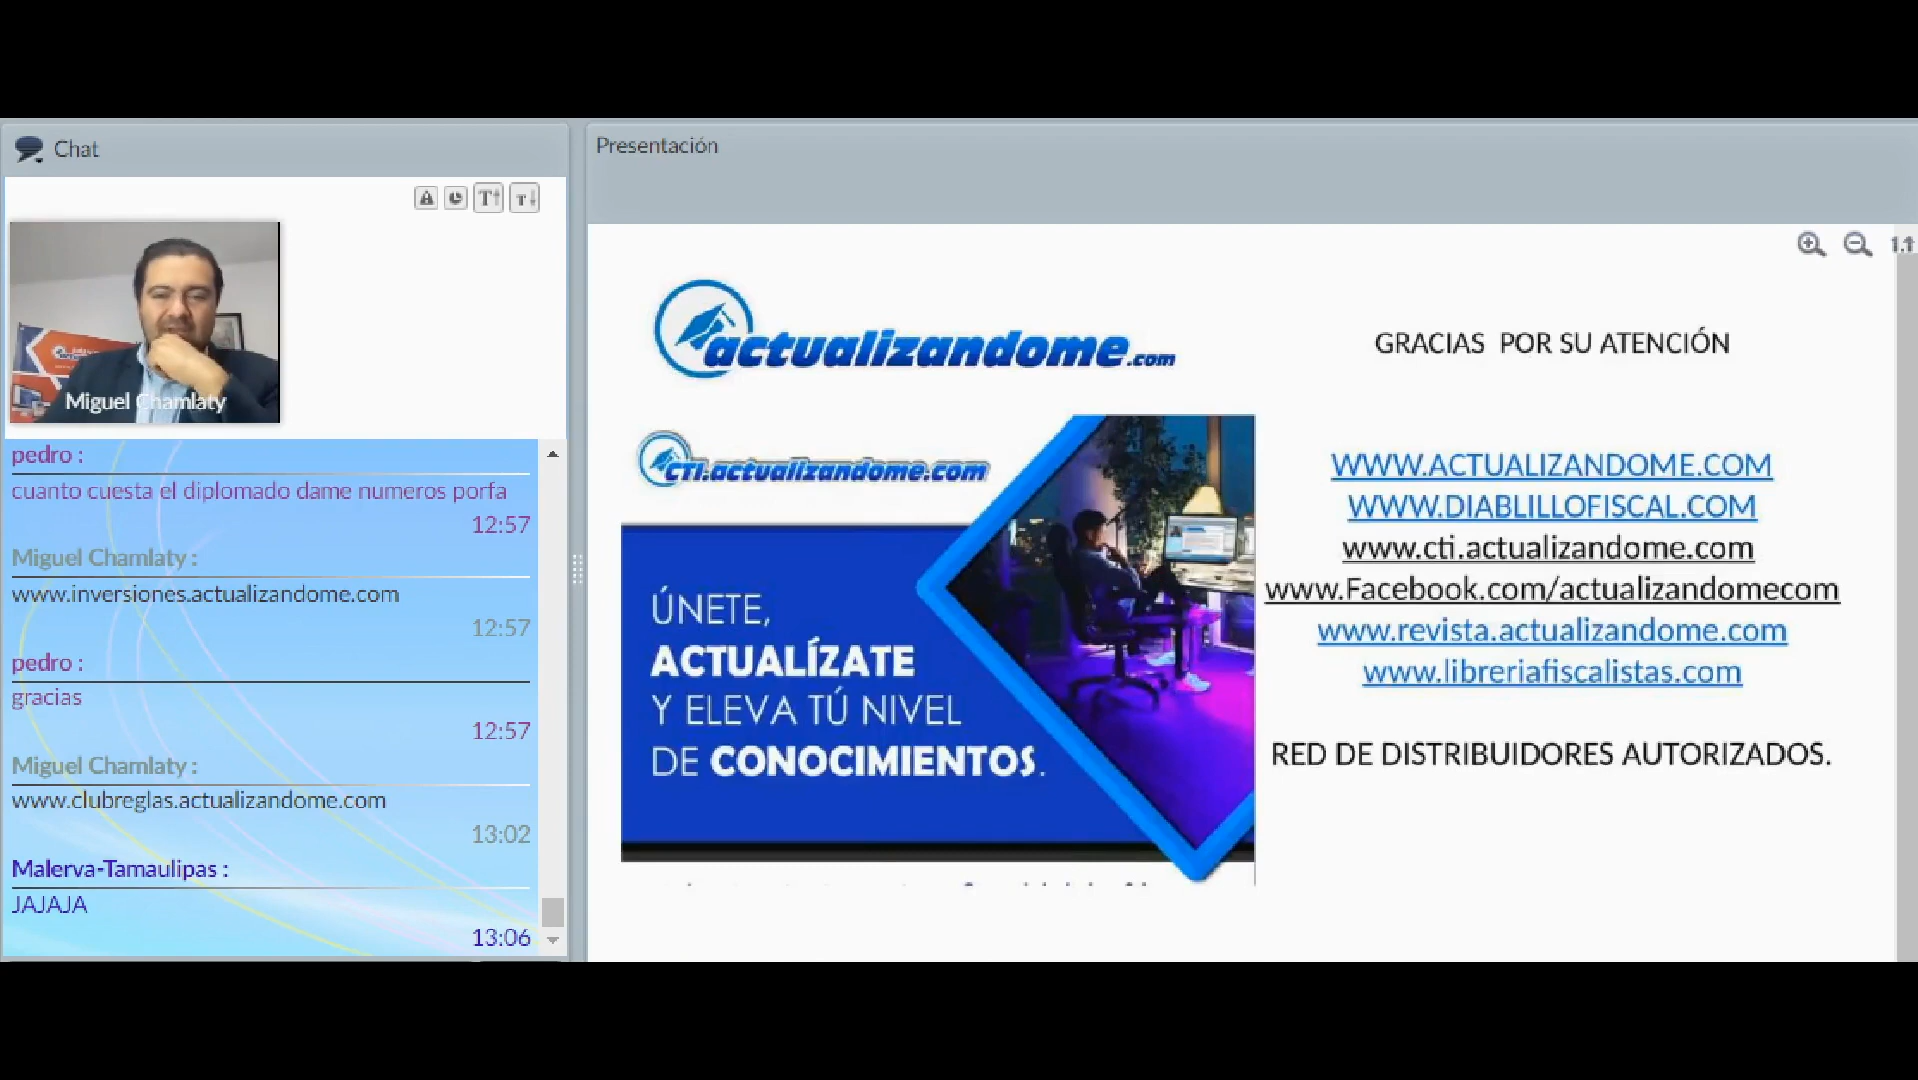 Chat
Miguel Chamlaty
pedro :
cuanto cuesta el diplomado dame numeros porfa
12:57
Miguel Chamlaty :
www.inversiones.actualizandome.com
12:57
pedro :
gracias
12:57
Miguel Chamlaty :
www.clubreglas.actualizandome.com
13:02
Malerva-Tamaulipas :
JAJAJA
13:06
Presentación
actualizandome.com
CTI.actualizandome.com
ÚNETE,
ACTUALÍZATE
Y ELEVA TÚ NIVEL
DE CONOCIMIENTOS.
GRACIAS POR SU ATENCIÓN
WWW.ACTUALIZANDOME.COM
WWW.DIABLILLOFISCAL.COM
www.cti.actualizandome.com
www.Facebook.com/actualizandomecom
www.revista.actualizandome.com
www.libreriafiscalistas.com
RED DE DISTRIBUIDORES AUTORIZADOS.